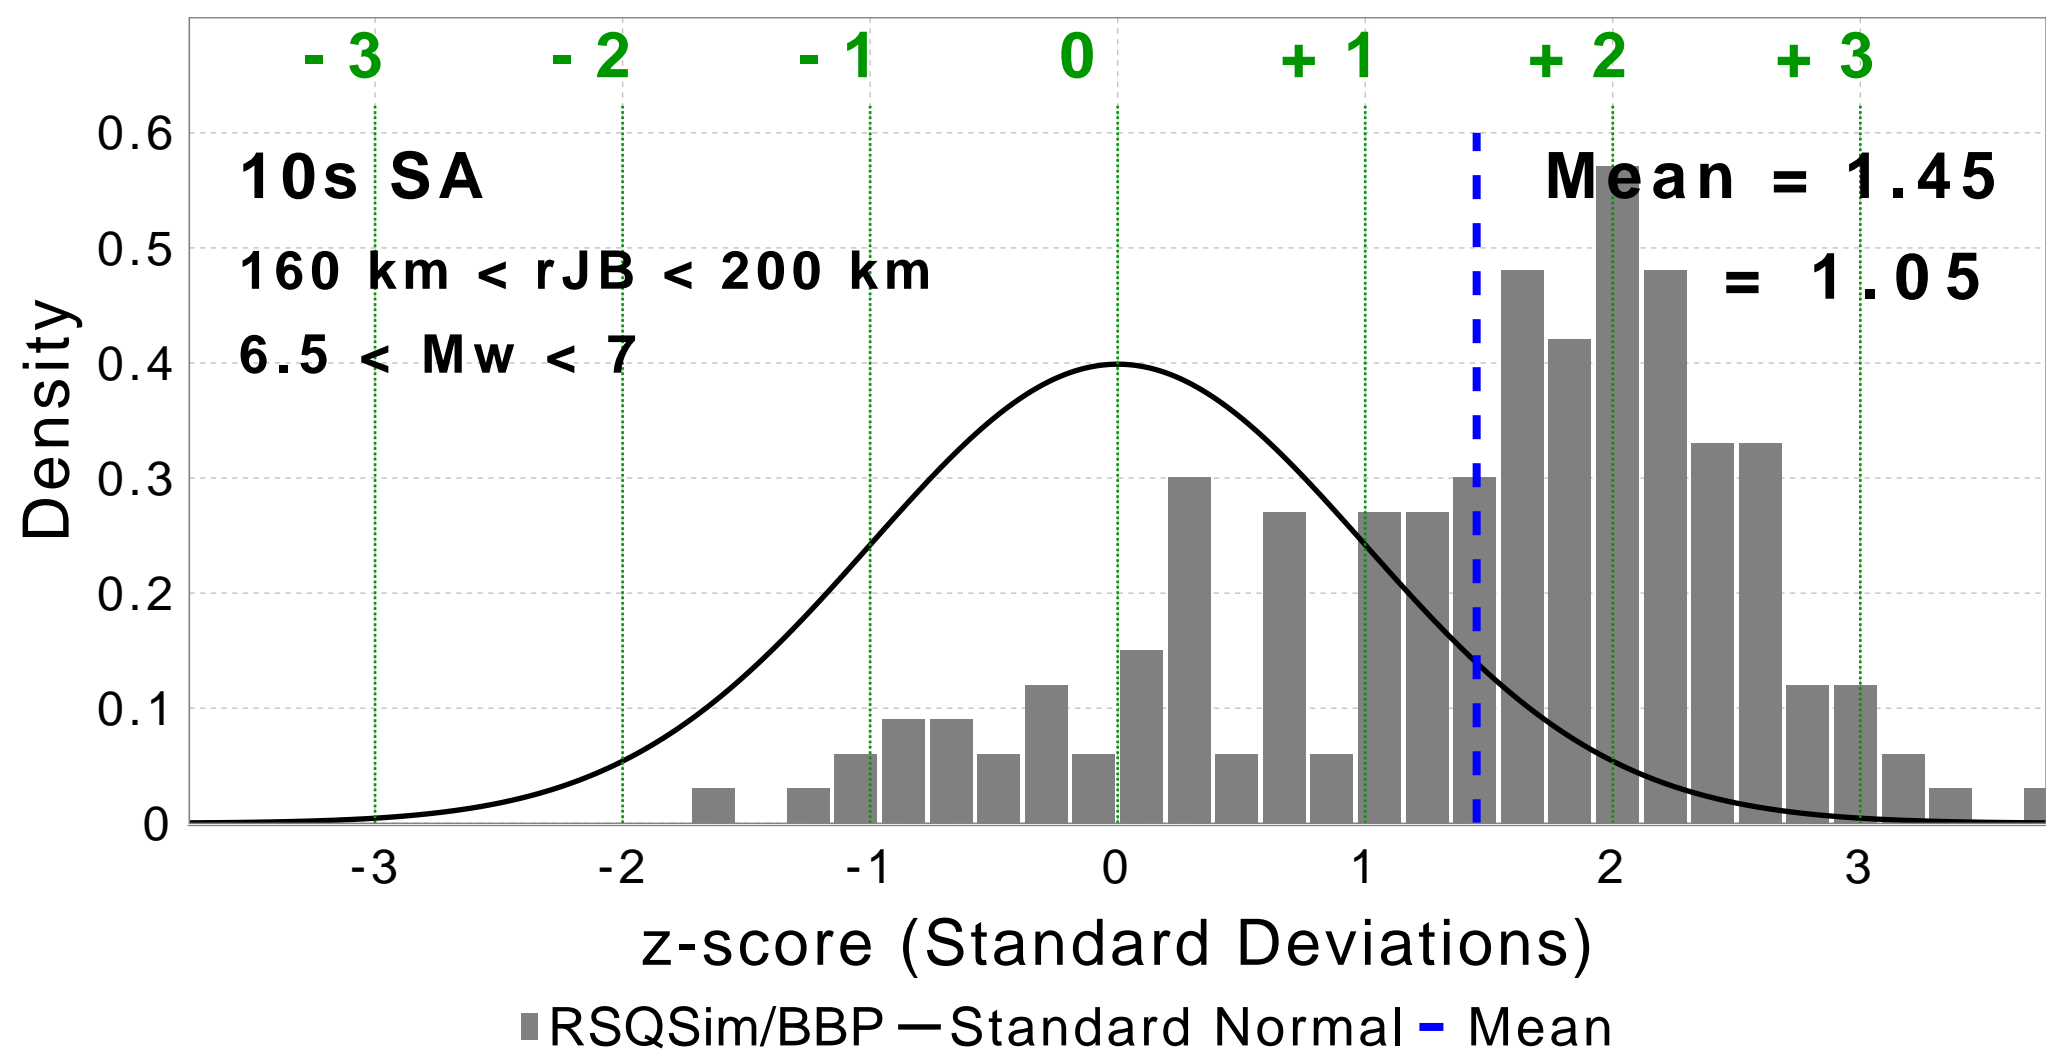 - 3 - 2 - 1 0 + 1 + 2 + 3
0.6
0.5
0.4
0.3
0.2
0.1
0
Density
10s SA
160 km < rJB < 200 km
6.5 < Mw < 7
Mean = 1.45
= 1.05
-3 -2 -1 0 1 2 3
z-score (Standard Deviations)
RSQSim/BBP Standard Normal Mean